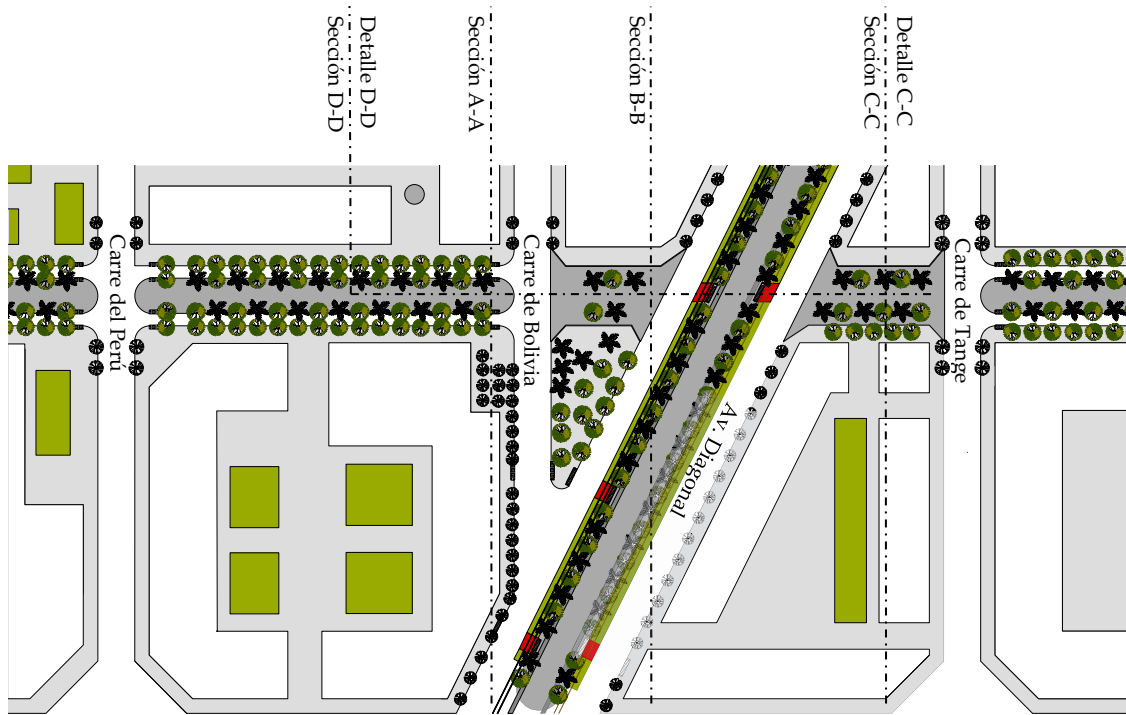 Detalle D-D
Sección D-D
Sección A-A
Sección B-B
Detalle C-C
Sección C-C
Carre del Perú
Carre de Bolivia
Av. Diagonal
Carre de Tange